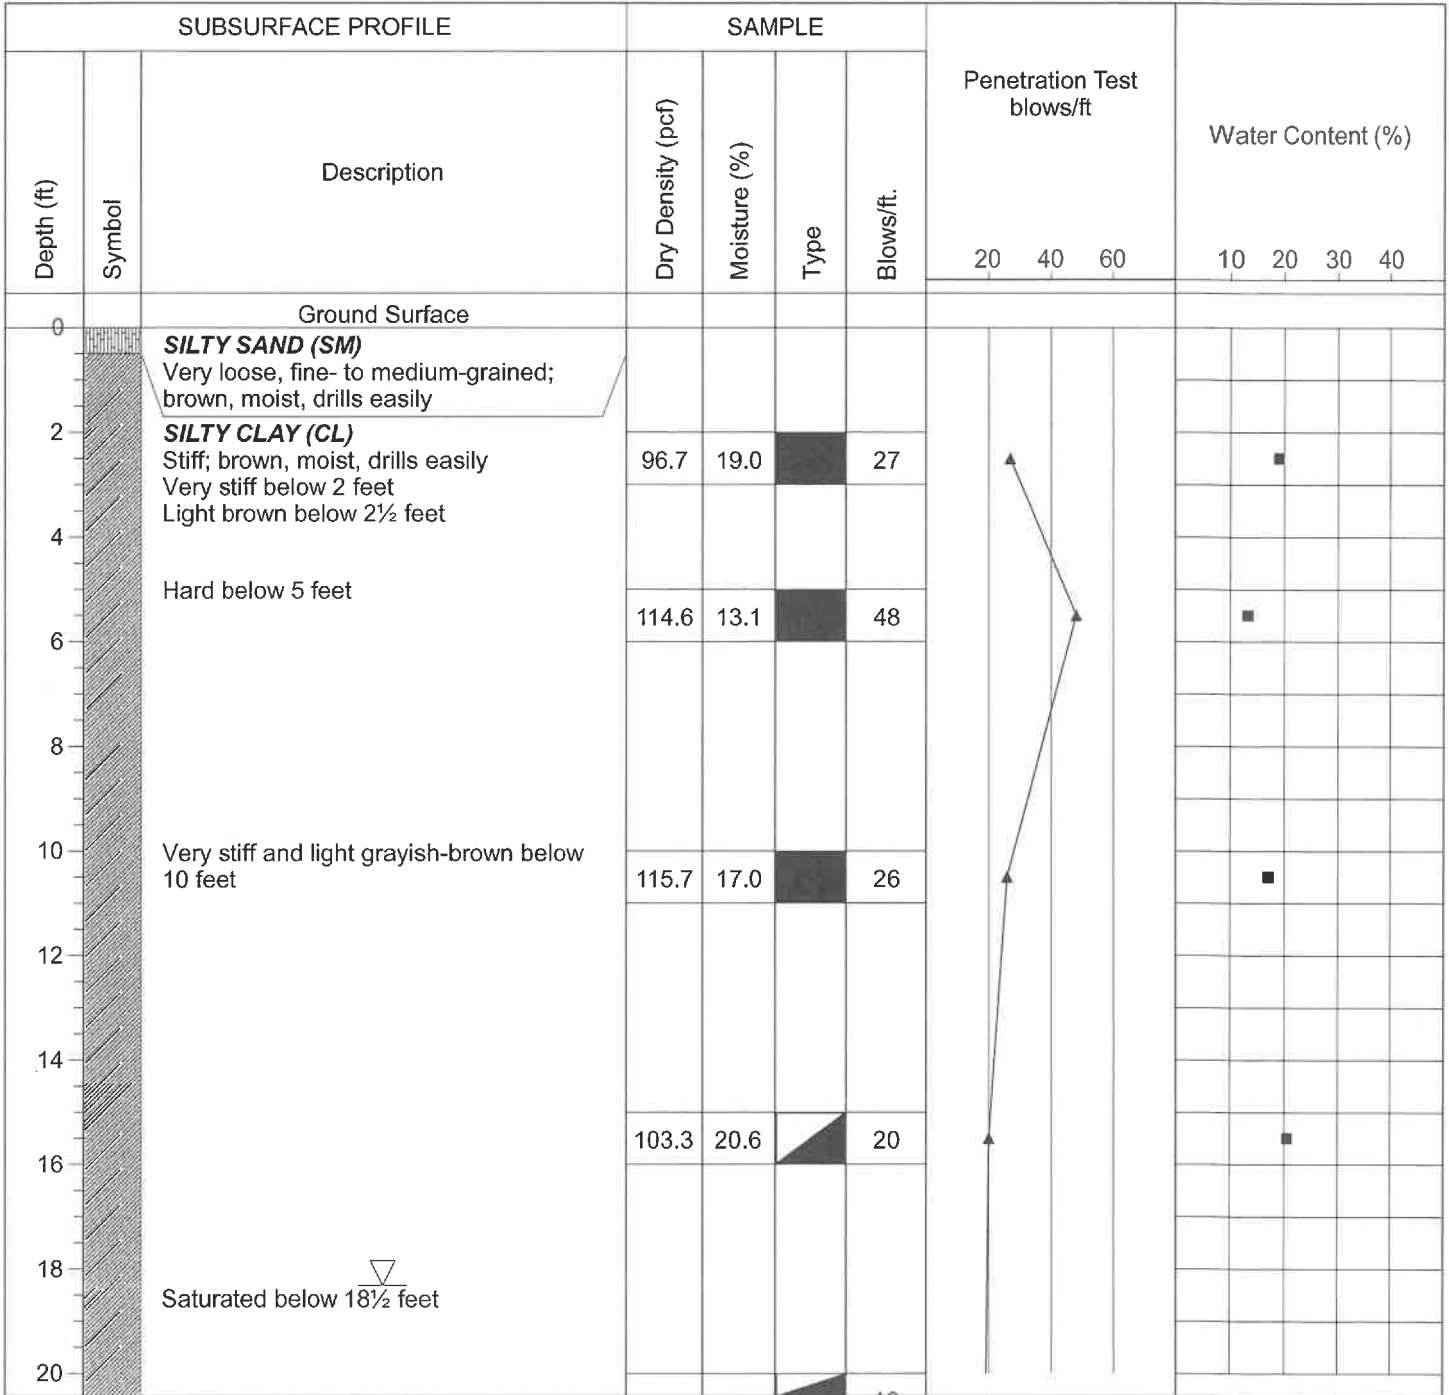 SUBSURFACE PROFILE
SAMPLE
Depth (ft)
Symbol
Description
Dry Density (pcf)
Moisture (%)
Type
Blows/ft.
Penetration Test
blows/ft
20 40 60
Water Content (%)
10 20 30 40
Ground Surface
0
SILTY SAND (SM)
Very loose, fine- to medium-grained;
brown, moist, drills easily
2
SILTY CLAY (CL)
Stiff; brown, moist, drills easily
96.7 19.0 27
Very stiff below 2 feet
Light brown below 2½ feet
4
Hard below 5 feet
114.6 13.1 48
6
8
10
Very stiff and light grayish-brown below
10 feet
115.7 17.0 26
12
14
103.3 20.6 20
16
18
Saturated below 18½ feet
20